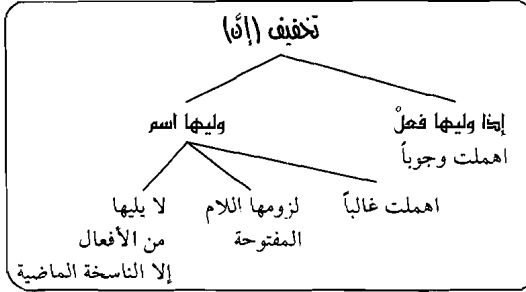 تخفيف (إنَّ)
إذا وليها فعلْ
اهملت وجوباً
وليها اسم
اهملت غالباً
لزومها اللام
المفتوحة
لا يليها
من الأفعال
إلا الناسخة الماضية